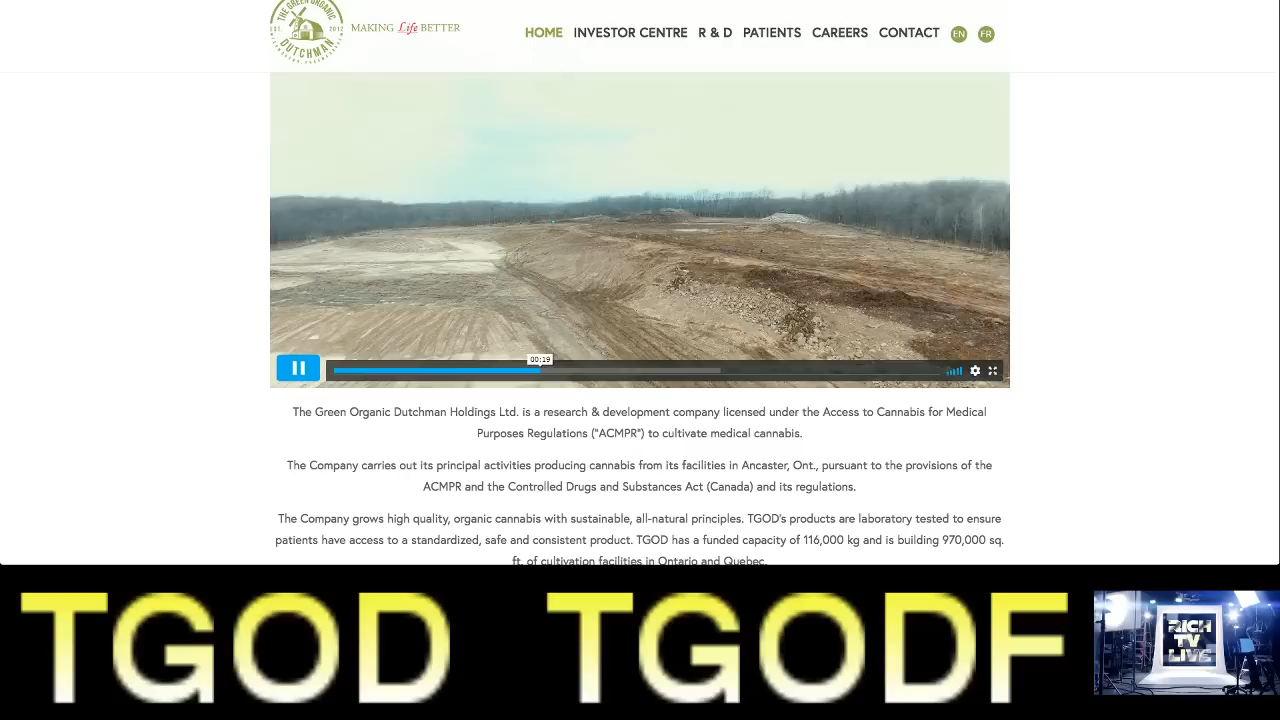 THE GREEN ORGANIC
EST. 2012
DUTCHMAN
MAKING Life BETTER
HOME INVESTOR CENTRE R & D PATIENTS CAREERS CONTACT EN FR
00:19
The Green Organic Dutchman Holdings Ltd. is a research & development company licensed under the Access to Cannabis for Medical
Purposes Regulations ("ACMPR") to cultivate medical cannabis.
The Company carries out its principal activities producing cannabis from its facilities in Ancaster, Ont., pursuant to the provisions of the
ACMPR and the Controlled Drugs and Substances Act (Canada) and its regulations.
The Company grows high quality, organic cannabis with sustainable, all-natural principles. TGOD's products are laboratory tested to ensure
patients have access to a standardized, safe and consistent product. TGOD has a funded capacity of 116,000 kg and is building 970,000 sq.
ft. of cultivation facilities in Ontario and Quebec.
TGOD TGODF
RICH
TV
LIVE